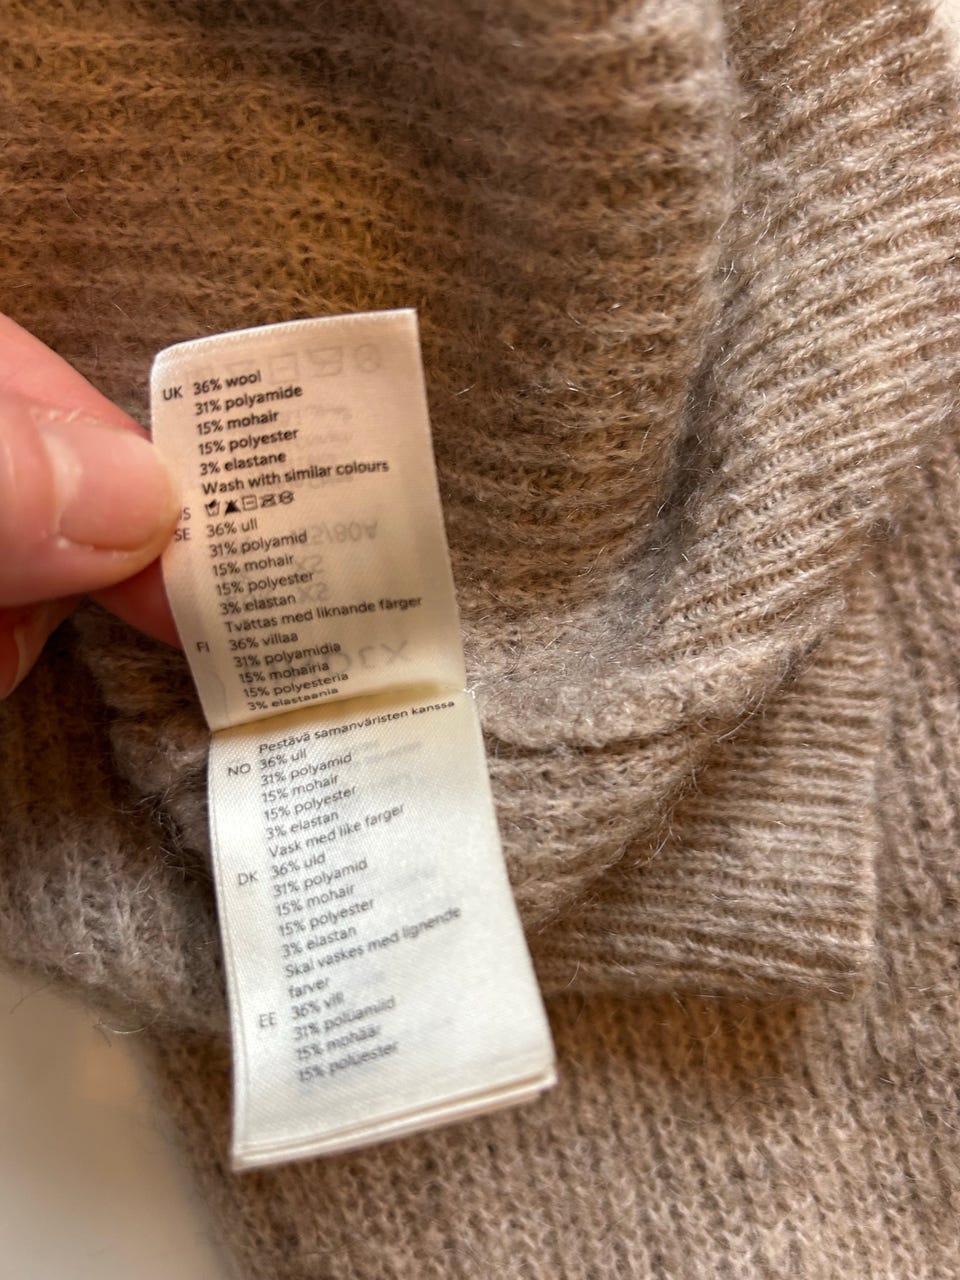 UK 36% wool
31% polyamide
15% mohair
15% polyester
3% elastane
Wash with similar colours
SE 36% ull
31% polyamid
15% mohair
15% polyester
3% elastan
Tvättas med liknande färger
FI 36% villaa
31% polyamidia
15% mohairia
15% polyesteria
3% elastaania
Pestävä samanväristen kanssa
NO 36% ull
31% polyamid
15% mohair
15% polyester
3% elastan
Vask med like farger
DK 36% uld
31% polyamid
15% mohair
15% polyester
3% elastan
Skal vaskes med lignende
farver
EE 36% vill
31% polüamiid
15% mohäär
15% polüester